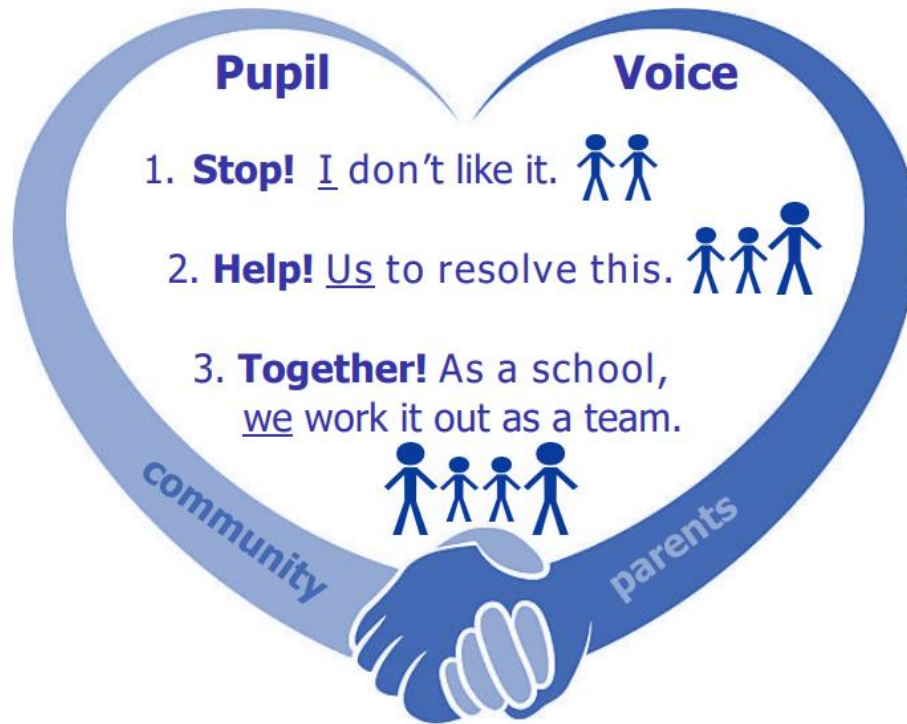 Pupil Voice
1. Stop! I don't like it.
2. Help! Us to resolve this.
3. Together! As a school,
we work it out as a team.
community
parents